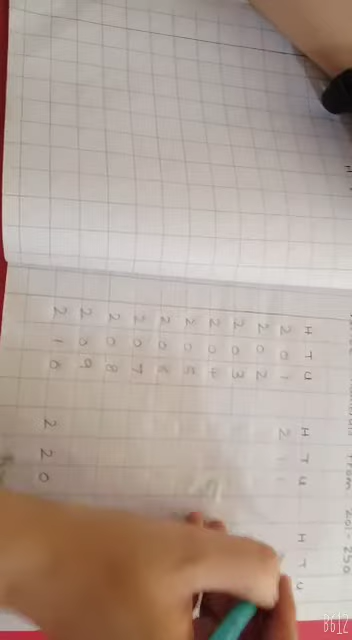 from 201-250
H T U H T U H T U
2 0 1 2 1 1
2 0 2
2 0 3
2 0 4
2 0 5
2 0 6
2 0 7
2 0 8
2 0 9
2 1 0 2 2 0
B612